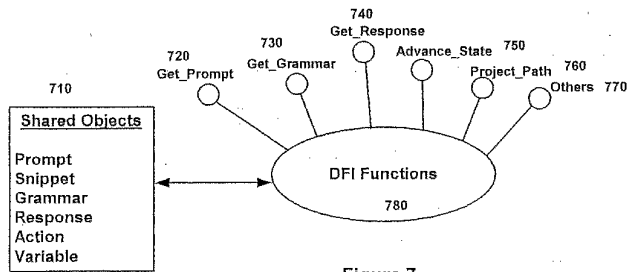 740
Get_Response
730
Get_Grammar
720
Get_Prompt
Advance_State
750
Project_Path
760
Others 770
710
Shared Objects
Prompt
Snippet
Grammar
Response
Action
Variable
DFI Functions
780
Figure 7